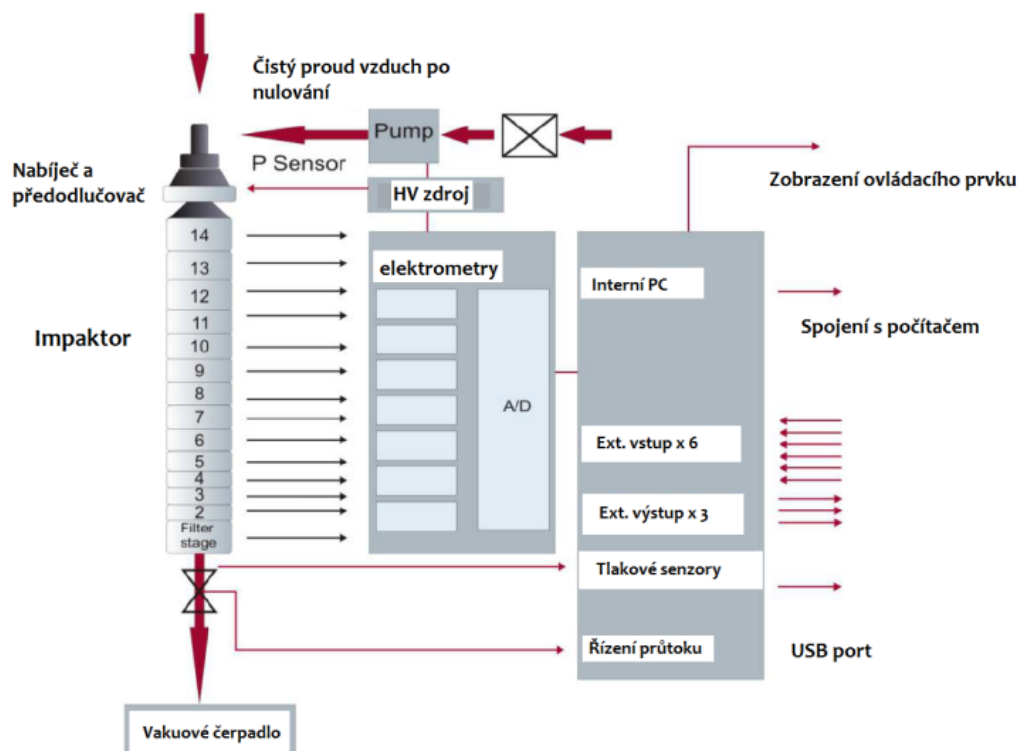 Čistý proud vzduch po
nulování
Pump
P Sensor
Nabíječ a
předodlučovač
HV zdroj
Zobrazení ovládacího prvku
14
13
12
11
10
9
8
7
6
5
4
3
2
Filter
stage
Impaktor
elektrometry
A/D
Interní PC
Spojení s počítačem
Ext. vstup x 6
Ext. výstup x 3
Tlakové senzory
Řízení průtoku
USB port
Vakuové čerpadlo